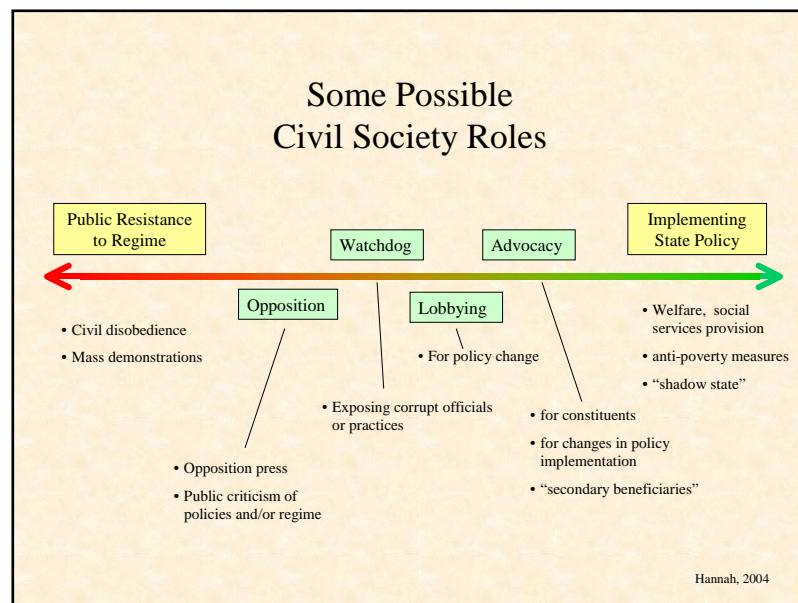 Some Possible
Civil Society Roles
Public Resistance
to Regime
Implementing
State Policy
Watchdog
Advocacy
Opposition
Lobbying
• Civil disobedience
• Mass demonstrations
• Opposition press
• Public criticism of
policies and/or regime
• Exposing corrupt officials
or practices
• For policy change
• for constituents
• for changes in policy
implementation
• “secondary beneficiaries”
• Welfare, social
services provision
• anti-poverty measures
• “shadow state”
Hannah, 2004